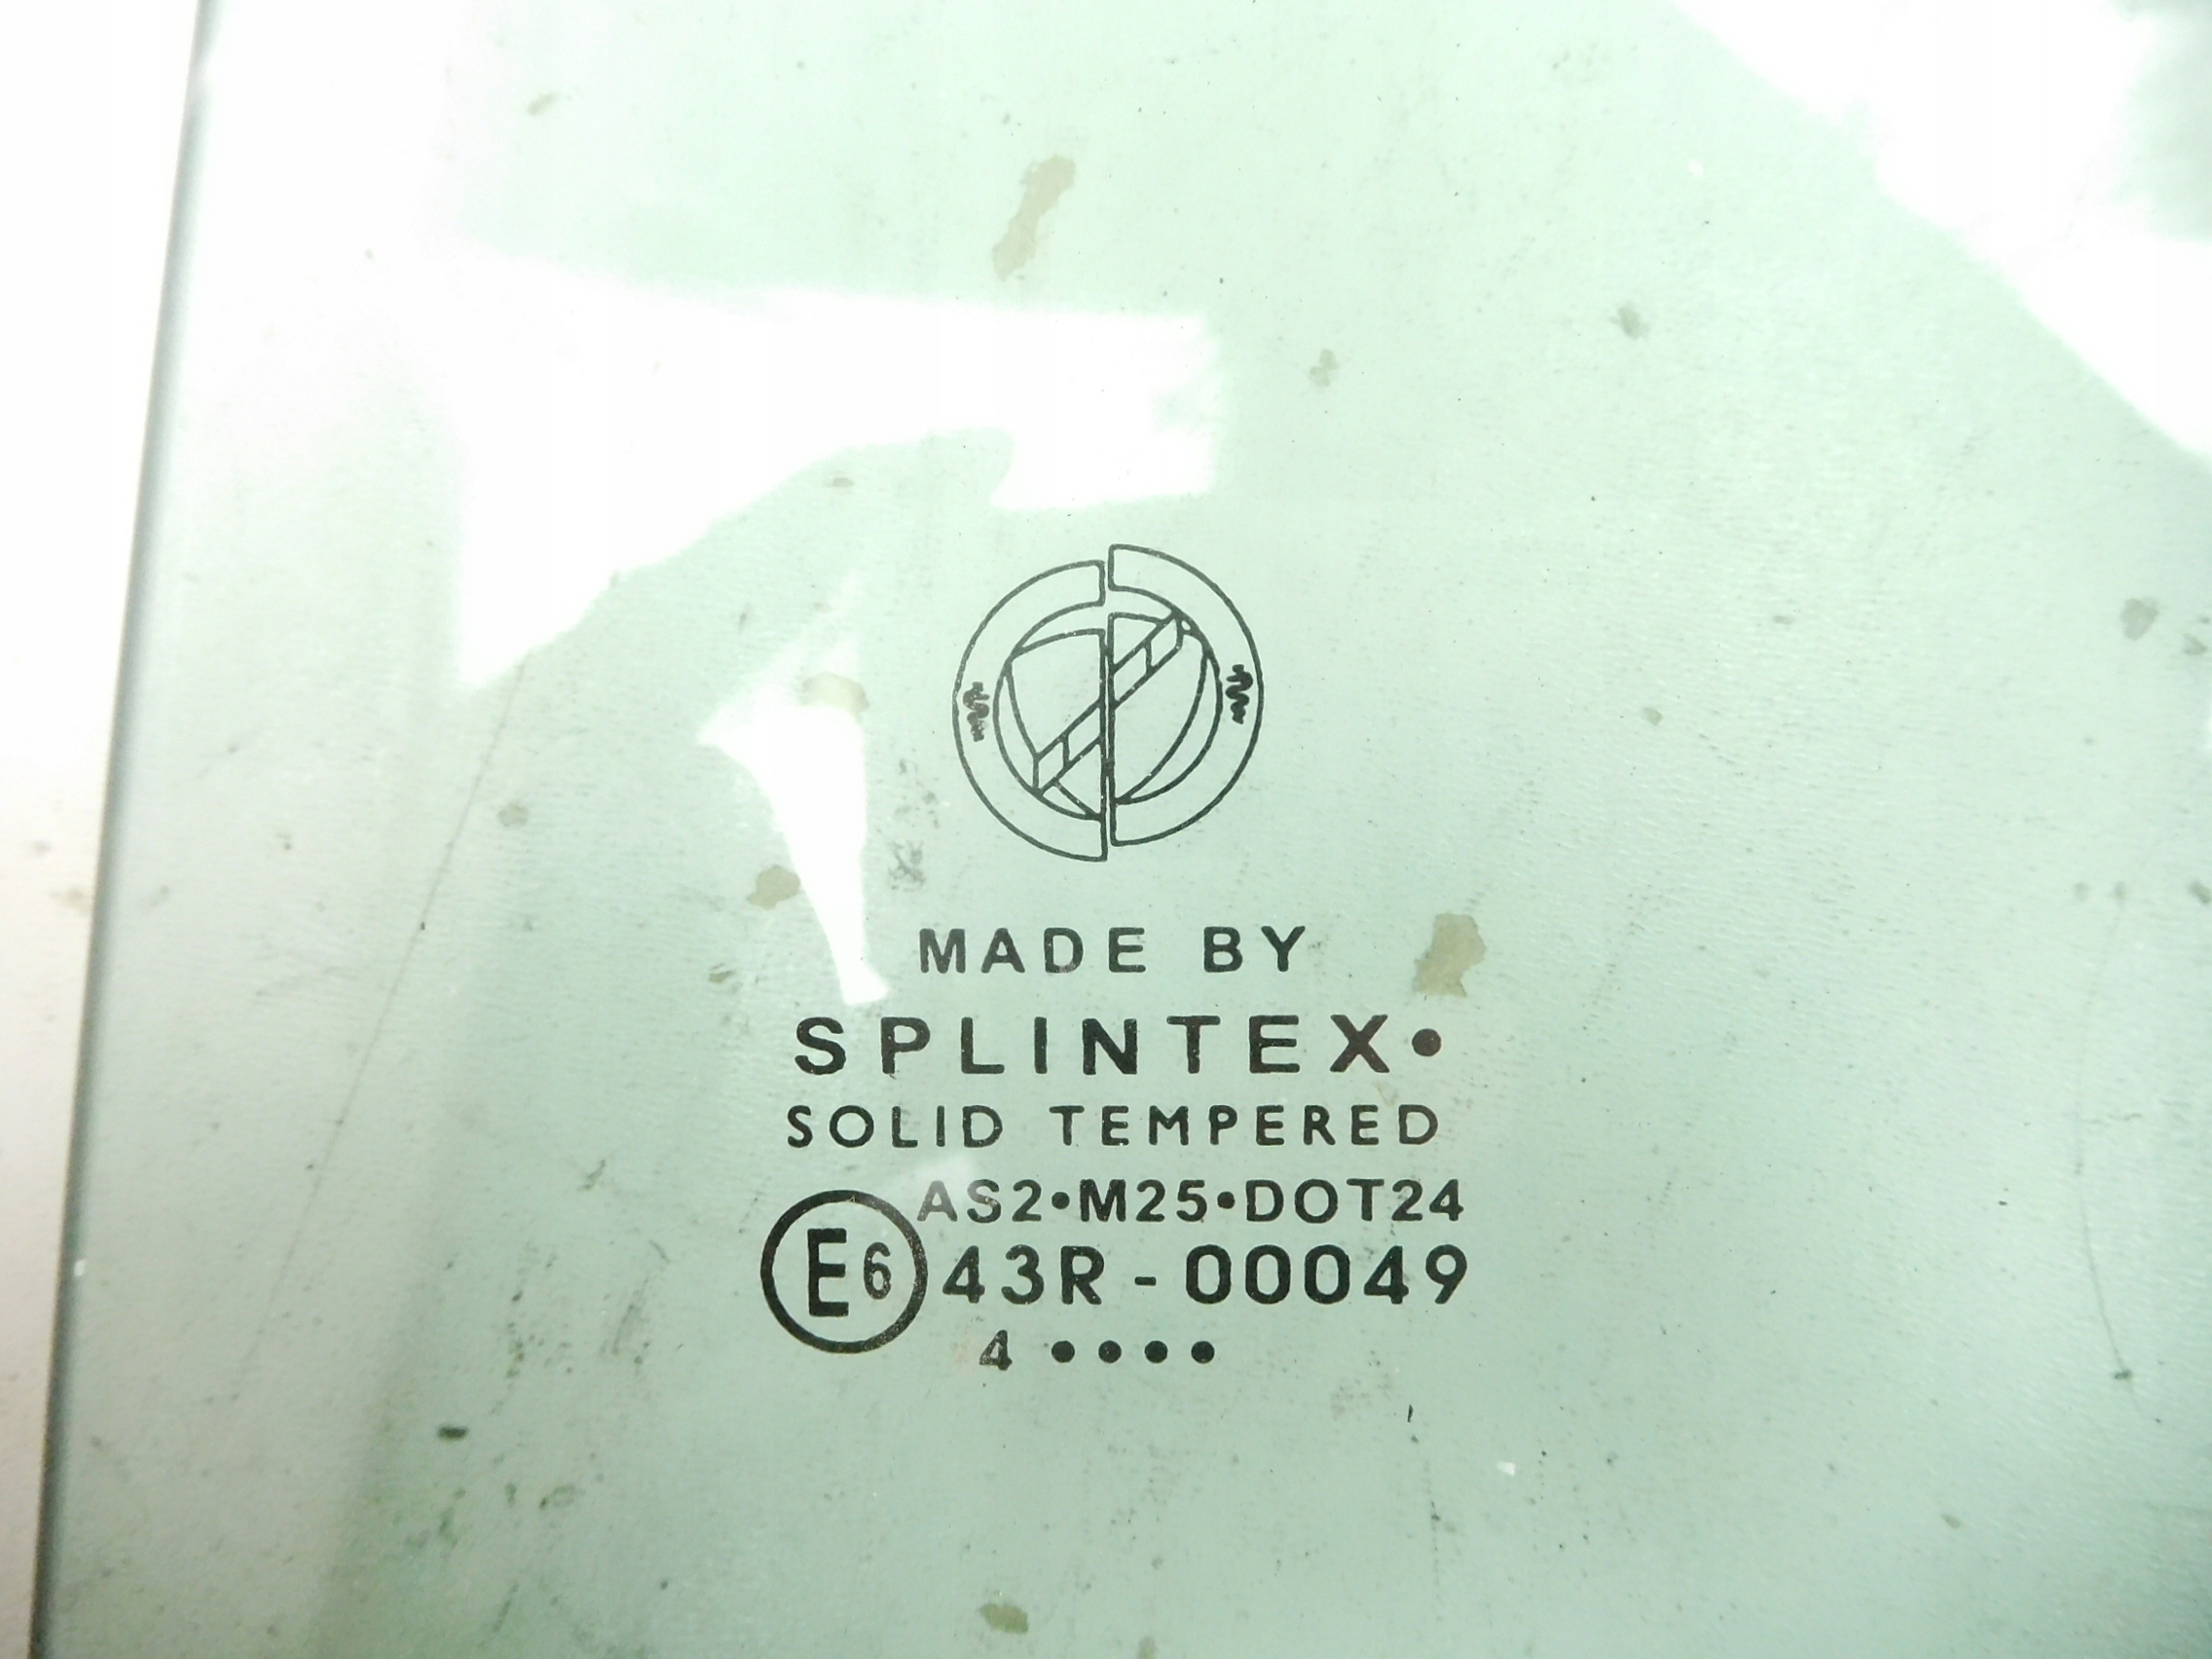 MADE BY
SPLINTEX•
SOLID TEMPERED
AS2•M25•DOT24
E6 43R-00049
4 ••••